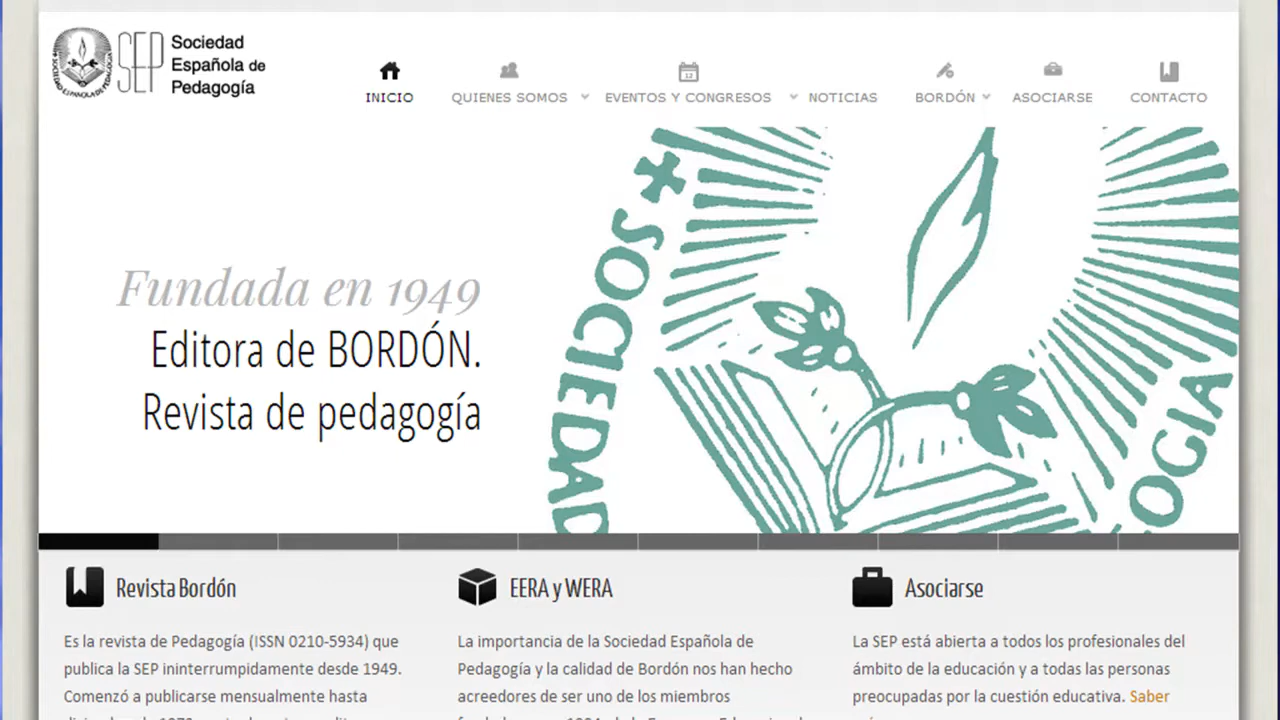 SEP
Sociedad
Española de
Pedagogía
INICIO
QUIENES SOMOS
EVENTOS Y CONGRESOS
NOTICIAS
BORDÓN
ASOCIARSE
CONTACTO
12
SOCIEDAD
Fundada en 1949
Editora de BORDÓN.
Revista de pedagogía
Revista Bordón
Es la revista de Pedagogía (ISSN 0210-5934) que
publica la SEP ininterrumpidamente desde 1949.
Comenzó a publicarse mensualmente hasta
EERA y WERA
La importancia de la Sociedad Española de
Pedagogía y la calidad de Bordón nos han hecho
acreedores de ser uno de los miembros
Asociarse
La SEP está abierta a todos los profesionales del
ámbito de la educación y a todas las personas
preocupadas por la cuestión educativa. Saber